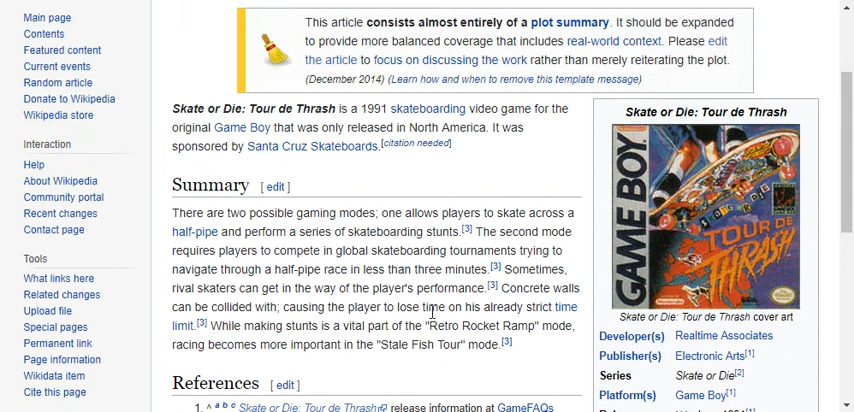 Main page
Contents
Featured content
Current events
Random article
Donate to Wikipedia
Wikipedia store
Interaction
Help
About Wikipedia
Community portal
Recent changes
Contact page
Tools
What links here
Related changes
Upload file
Special pages
Permanent link
Page information
Wikidata item
Cite this page
This article consists almost entirely of a plot summary. It should be expanded
to provide more balanced coverage that includes real-world context. Please edit
the article to focus on discussing the work rather than merely reiterating the plot.
(December 2014) (Learn how and when to remove this template message)
Skate or Die: Tour de Thrash is a 1991 skateboarding video game for the
original Game Boy that was only released in North America. It was
sponsored by Santa Cruz Skateboards.[citation needed]
Summary [ edit ]
There are two possible gaming modes; one allows players to skate across a
half-pipe and perform a series of skateboarding stunts.[3] The second mode
requires players to compete in global skateboarding tournaments trying to
navigate through a half-pipe race in less than three minutes.[3] Sometimes,
rival skaters can get in the way of the player's performance.[3] Concrete walls
can be collided with; causing the player to lose time on his already strict time
limit.[3] While making stunts is a vital part of the "Retro Rocket Ramp" mode,
racing becomes more important in the "Stale Fish Tour" mode.[3]
References [ edit ]
1. ^ a b c Skate or Die: Tour de Thrash release information at GameFAQs
Skate or Die: Tour de Thrash
GAME BOY
SKATE OR DIE
TOUR DE
THRASH
Skate or Die: Tour de Thrash cover art
Developer(s) Realtime Associates
Publisher(s) Electronic Arts[1]
Series Skate or Die[2]
Platform(s) Game Boy[1]